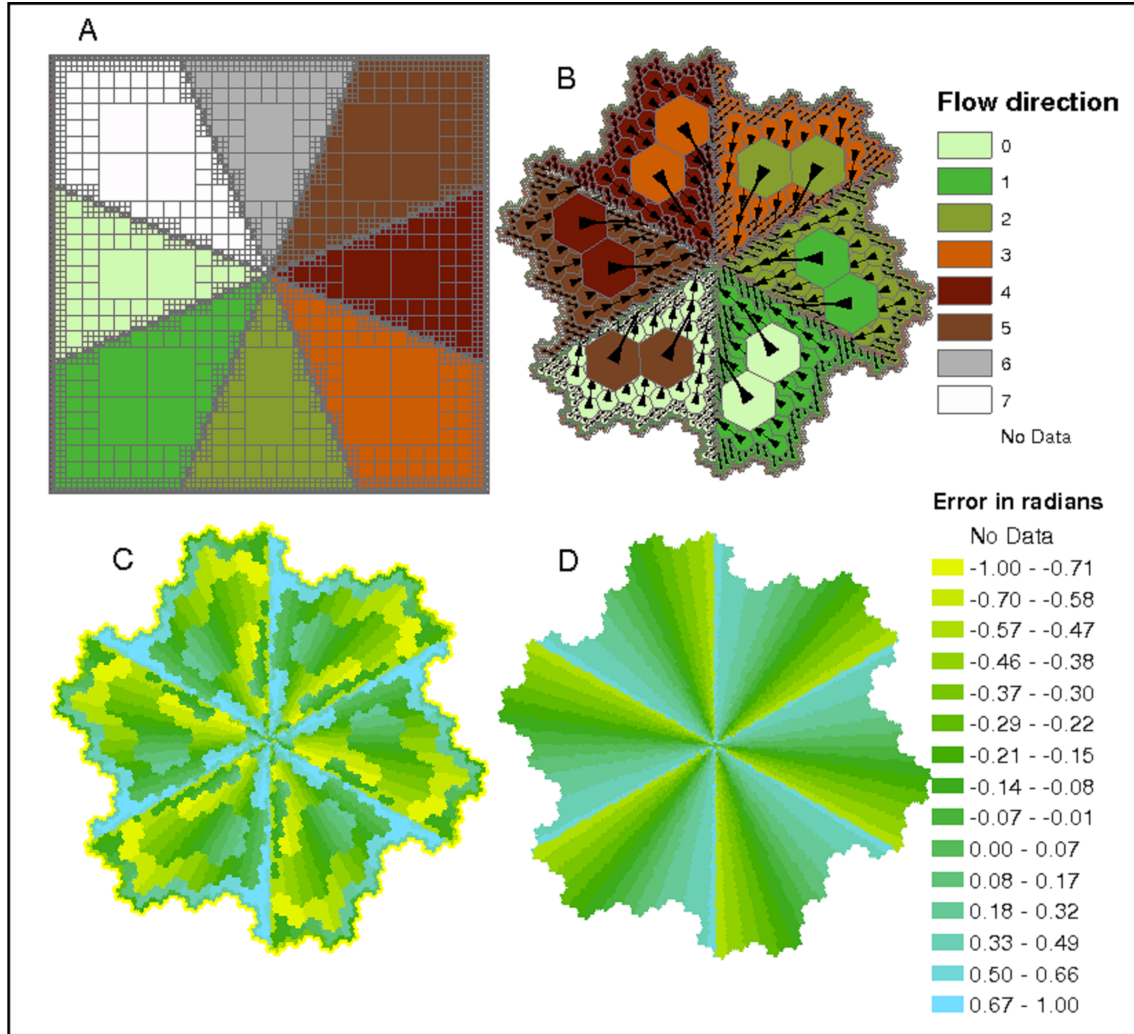 A
B
Flow direction
0
1
2
3
4
5
6
7
No Data
C
D
Error in radians
No Data
-1.00 - -0.71
-0.70 - -0.58
-0.57 - -0.47
-0.46 - -0.38
-0.37 - -0.30
-0.29 - -0.22
-0.21 - -0.15
-0.14 - -0.08
-0.07 - -0.01
0.00 - 0.07
0.08 - 0.17
0.18 - 0.32
0.33 - 0.49
0.50 - 0.66
0.67 - 1.00